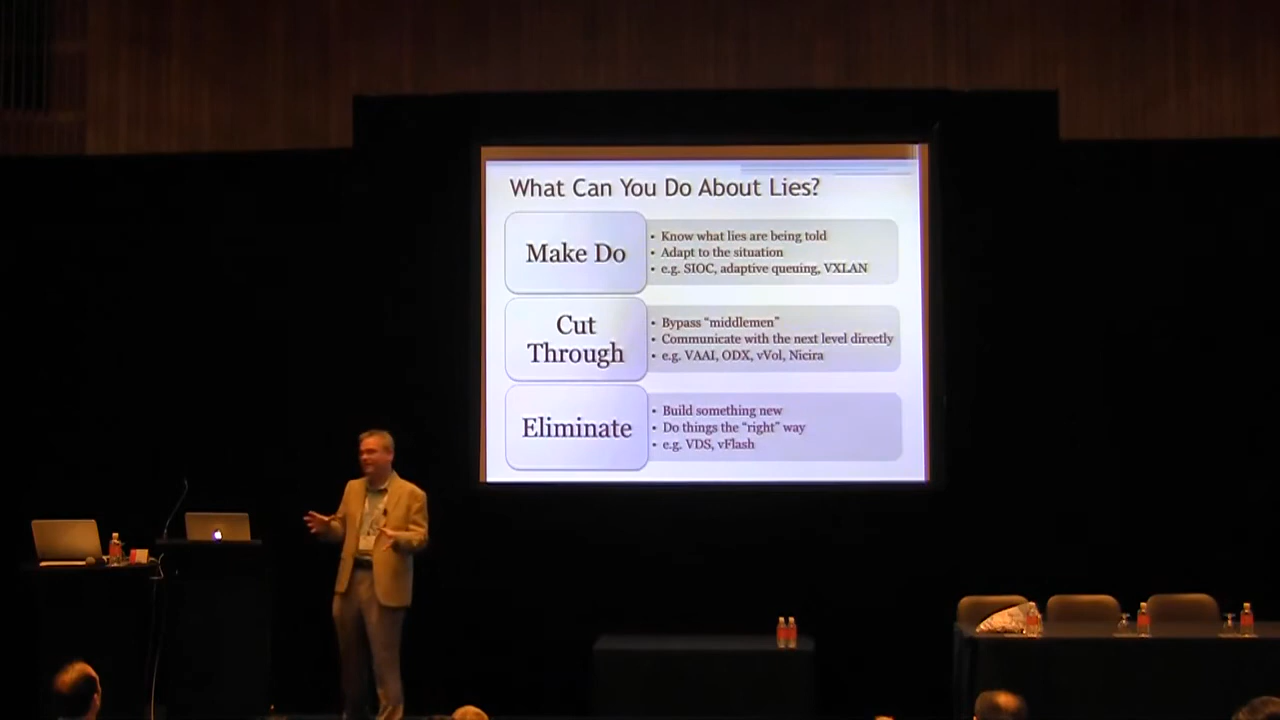 What Can You Do About Lies?
Make Do
• Know what lies are being told
• Adapt to the situation
• e.g. SIOC, adaptive queuing, VXLAN
Cut
Through
• Bypass “middlemen”
• Communicate with the next level directly
• e.g. VAAI, ODX, vVol, Nicira
Eliminate
• Build something new
• Do things the “right” way
• e.g. VDS, vFlash